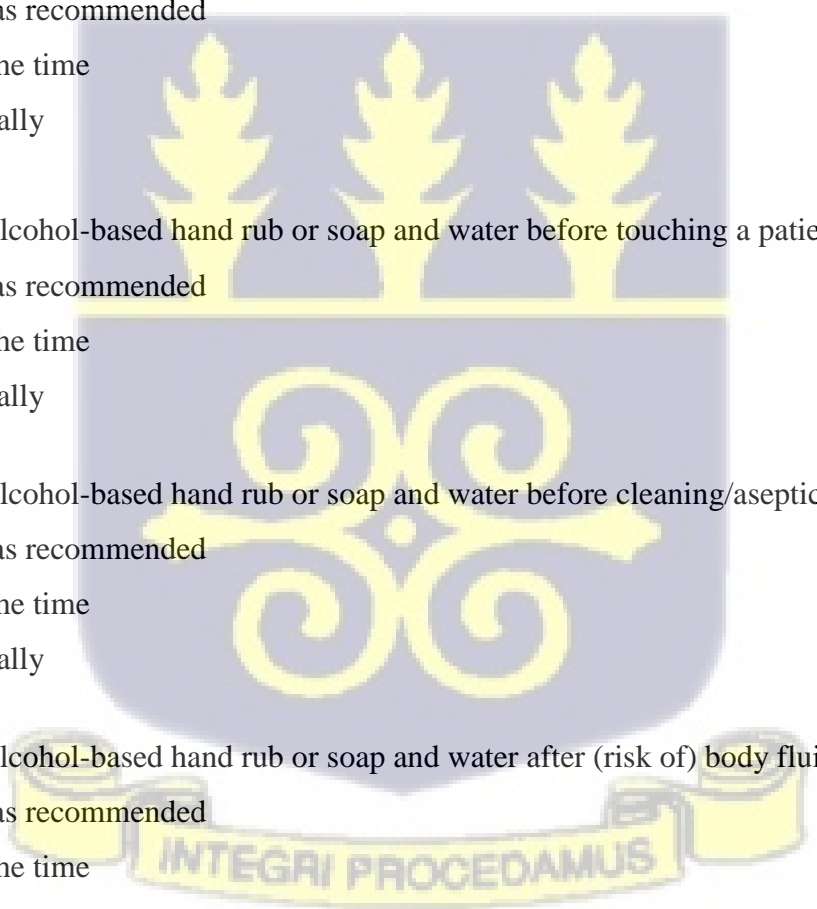 as recommended
he time
ally
lcohol-based hand rub or soap and water before touching a patie
as recommended
he time
ally
lcohol-based hand rub or soap and water before cleaning/aseptic
as recommended
he time
ally
lcohol-based hand rub or soap and water after (risk of) body flui
as recommended
he time
INTEGRI PROCEDAMUS